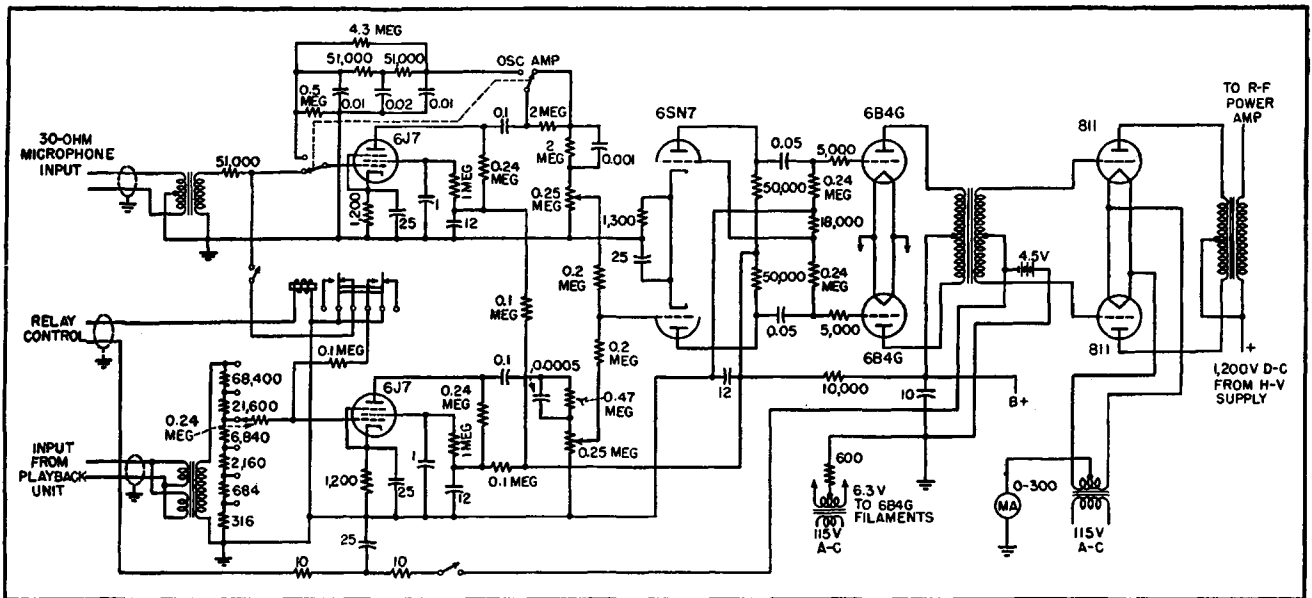 4.3 MEG
51,000
51,000
OSC AMP
0.5
MEG
0.01
0.02
0.01
30-OHM
MICROPHONE
INPUT
51,000
6J7
0.1
2 MEG
2
MEG
0.001
0.24
MEG
1 MEG
0.25
MEG
1,200
25
1
12
6SN7
1,300
25
0.05
5,000
50,000
0.24
MEG
18,000
50,000
0.24
MEG
0.05
5,000
6B4G
6B4G
4.5V
811
811
TO R-F
POWER
AMP
+
1,200V D-C
FROM H-V
SUPPLY
RELAY
CONTROL
0.1 MEG
0.1
MEG
0.2
MEG
0.2
MEG
68,400
21,600
0.24
MEG
6,840
2,160
684
316
INPUT
FROM
PLAYBACK
UNIT
6J7
0.24
MEG
0.1
0.0005
0.47
MEG
0.25 MEG
1 MEG
1
1,200
25
12
0.1 MEG
25
10
10
12
10,000
10
B+
600
6.3V
TO 6B4G
FILAMENTS
115V
A-C
MA
0-300
115V
A-C